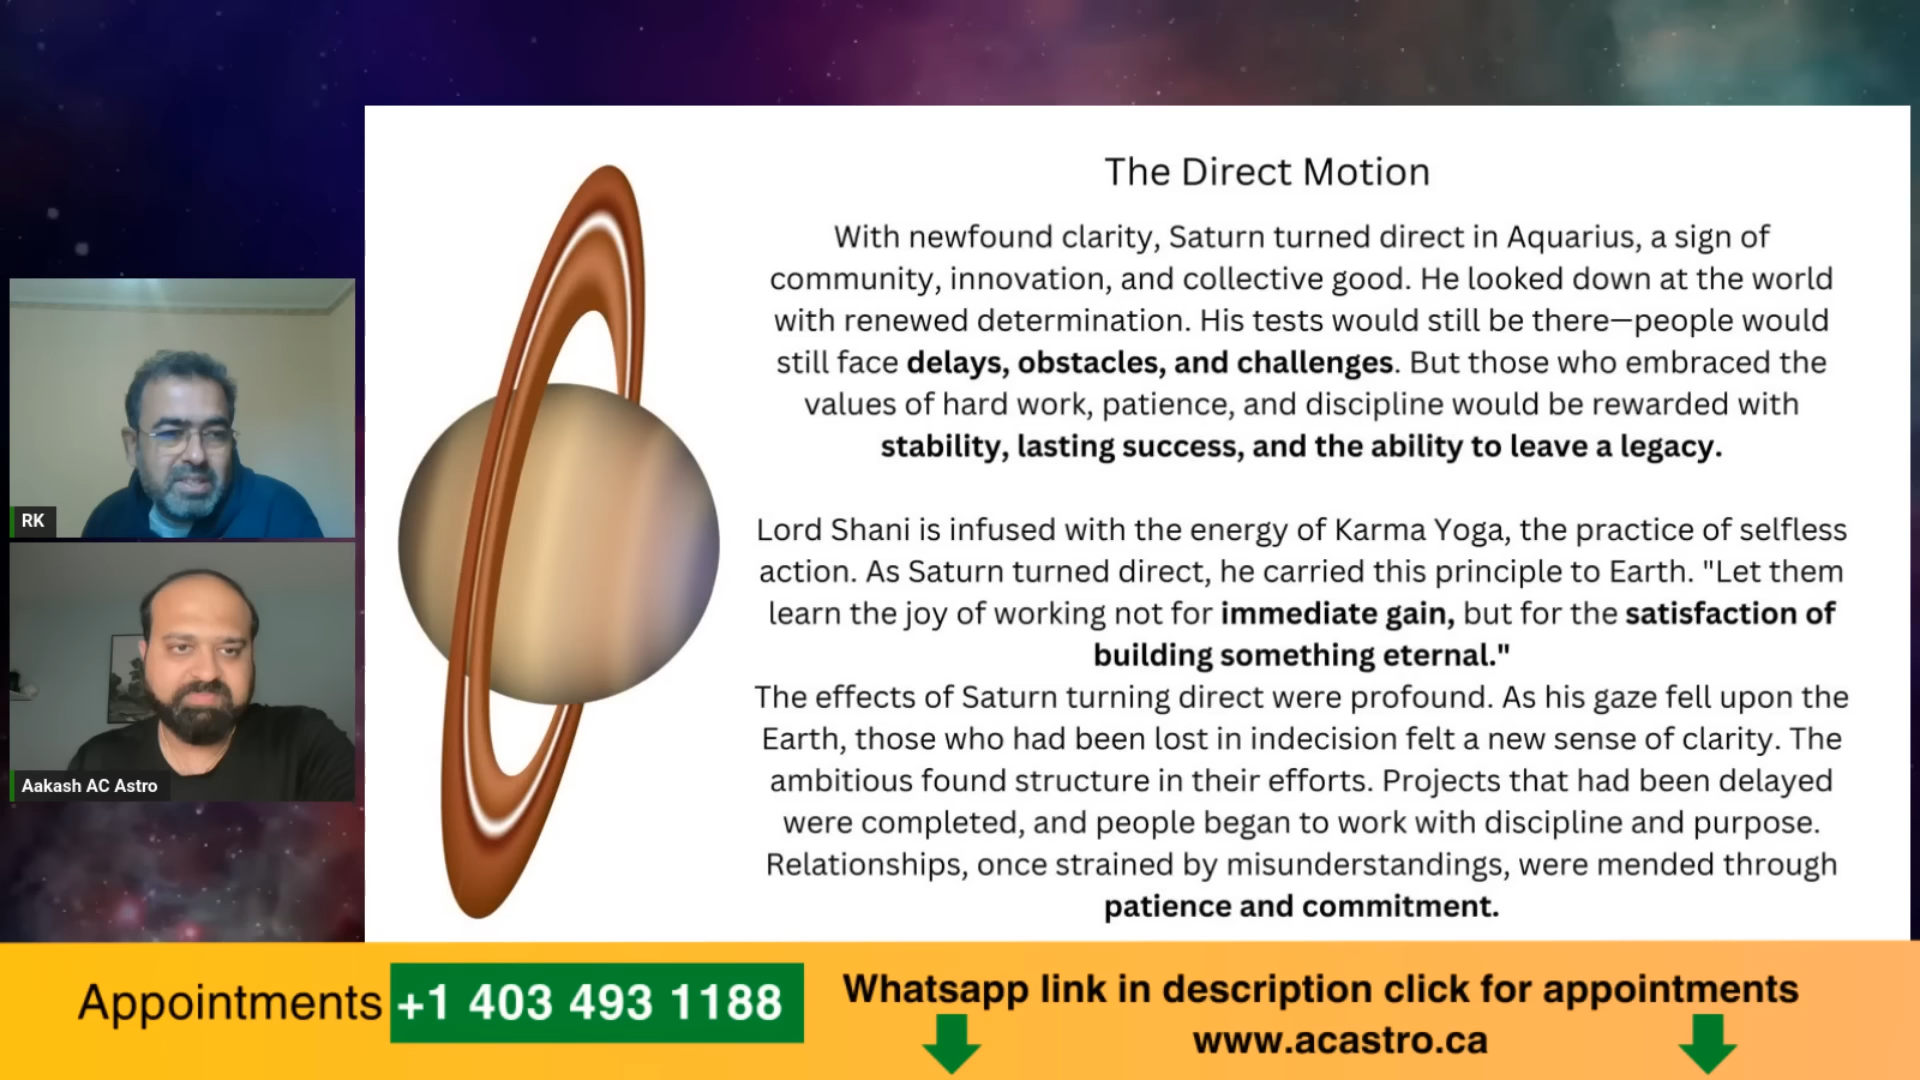 The Direct Motion
With newfound clarity, Saturn turned direct in Aquarius, a sign of
community, innovation, and collective good. He looked down at the world
with renewed determination. His tests would still be there—people would
still face delays, obstacles, and challenges. But those who embraced the
values of hard work, patience, and discipline would be rewarded with
stability, lasting success, and the ability to leave a legacy.
Lord Shani is infused with the energy of Karma Yoga, the practice of selfless
action. As Saturn turned direct, he carried this principle to Earth. "Let them
learn the joy of working not for immediate gain, but for the satisfaction of
building something eternal."
The effects of Saturn turning direct were profound. As his gaze fell upon the
Earth, those who had been lost in indecision felt a new sense of clarity. The
ambitious found structure in their efforts. Projects that had been delayed
were completed, and people began to work with discipline and purpose.
Relationships, once strained by misunderstandings, were mended through
patience and commitment.
RK
Aakash AC Astro
Appointments +1 403 493 1188
Whatsapp link in description click for appointments
www.acastro.ca